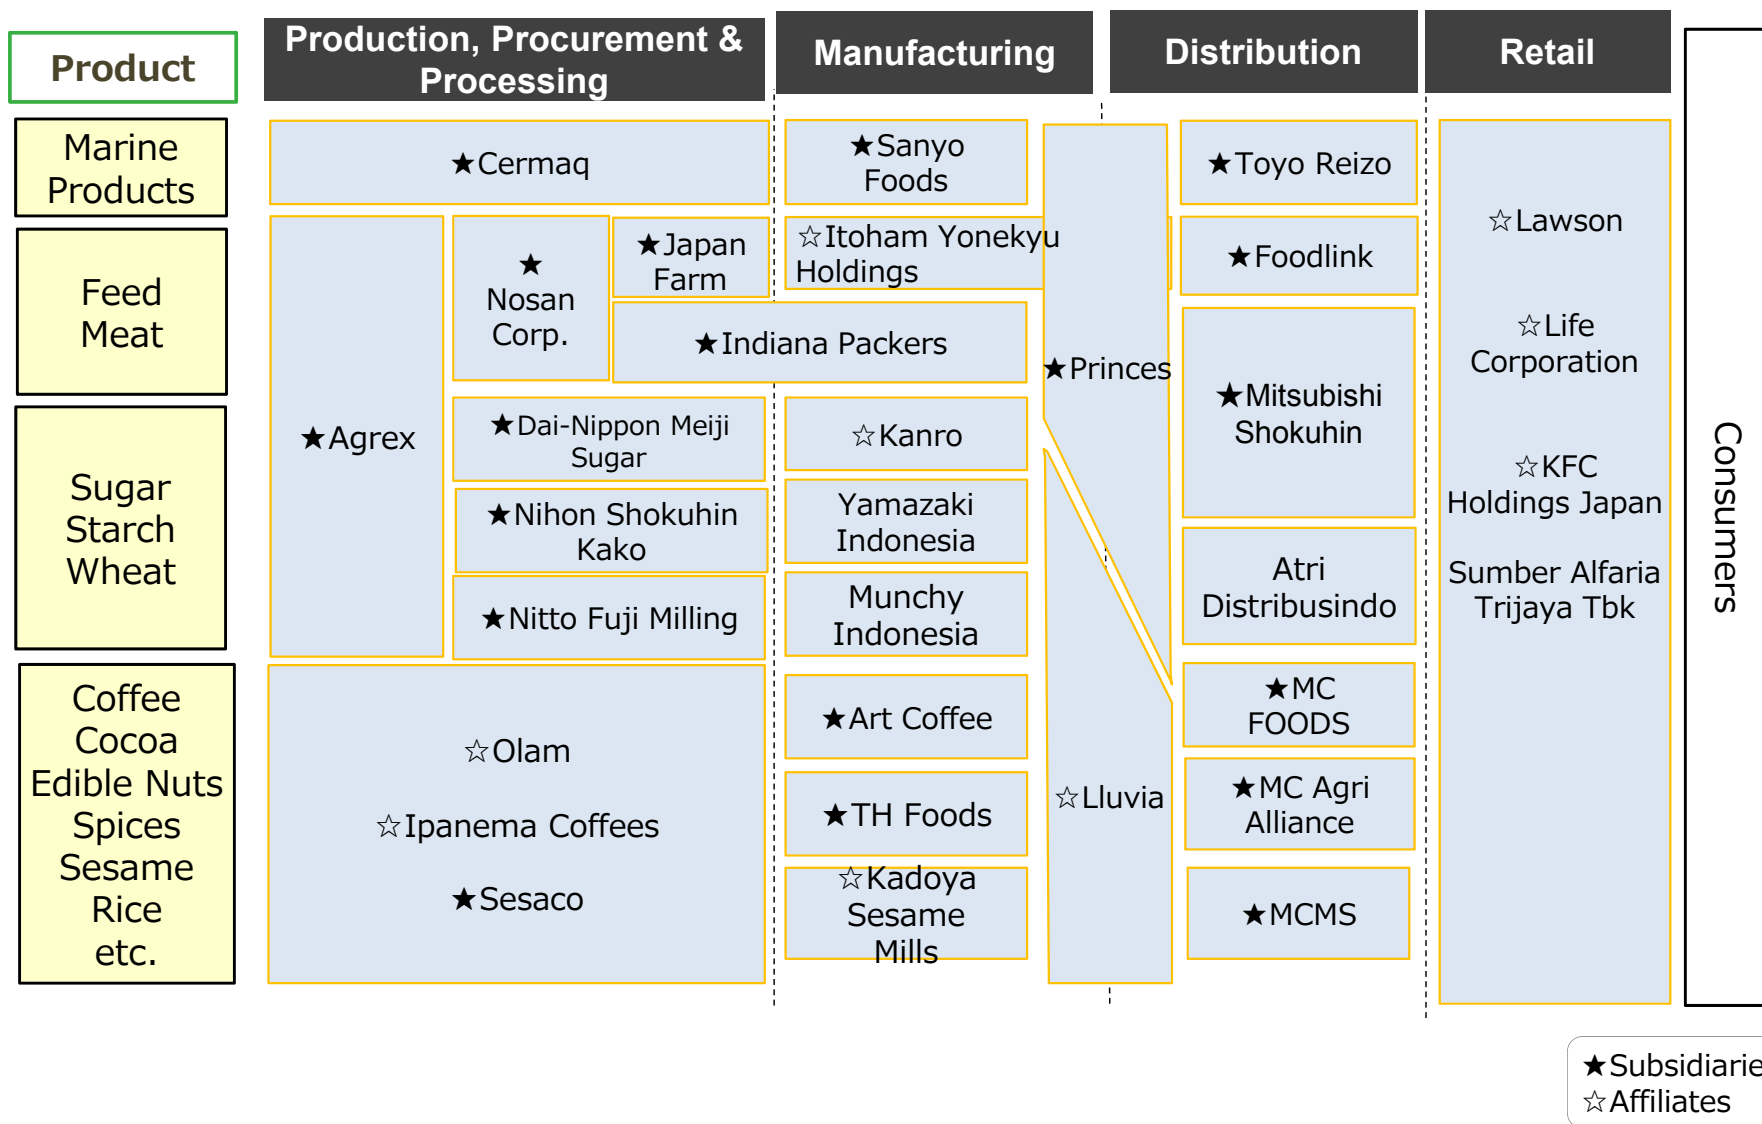 Product
Production, Procurement &
Processing
Manufacturing
Distribution
Retail
Marine
Products
★Cermaq
★Sanyo
Foods
★Toyo Reizo
Feed
Meat
★Agrex
★
Nosan
Corp.
★Japan
Farm
★Indiana Packers
☆Itoham Yonekyu
Holdings
★Princes
★Foodlink
★Mitsubishi
Shokuhin
Sugar
Starch
Wheat
★Dai-Nippon Meiji
Sugar
★Nihon Shokuhin
Kako
★Nitto Fuji Milling
☆Kanro
Yamazaki
Indonesia
Munchy
Indonesia
Atri
Distribusindo
Coffee
Cocoa
Edible Nuts
Spices
Sesame
Rice
etc.
☆Olam
☆Ipanema Coffees
★Sesaco
★Art Coffee
★TH Foods
☆Kadoya
Sesame
Mills
☆Lluvia
★MC
FOODS
★MC Agri
Alliance
★MCMS
☆Lawson
☆Life
Corporation
☆KFC
Holdings Japan
Sumber Alfaria
Trijaya Tbk
Consumers
★Subsidiarie
☆Affiliates